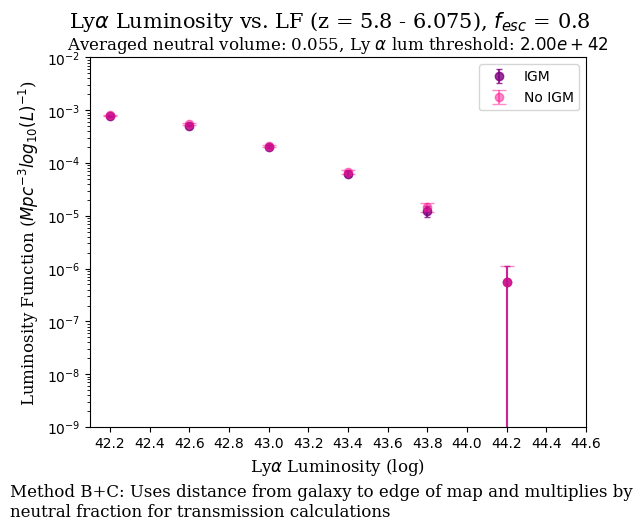 Lyα Luminosity vs. LF (z = 5.8 - 6.075), f_esc = 0.8
Averaged neutral volume: 0.055, Ly α lum threshold: 2.00e + 42
IGM
No IGM
Luminosity Function (Mpc⁻³log₁₀(L)⁻¹)
10⁻²
10⁻³
10⁻⁴
10⁻⁵
10⁻⁶
10⁻⁷
10⁻⁸
10⁻⁹
42.2 42.4 42.6 42.8 43.0 43.2 43.4 43.6 43.8 44.0 44.2 44.4 44.6
Lyα Luminosity (log)
Method B+C: Uses distance from galaxy to edge of map and multiplies by
neutral fraction for transmission calculations